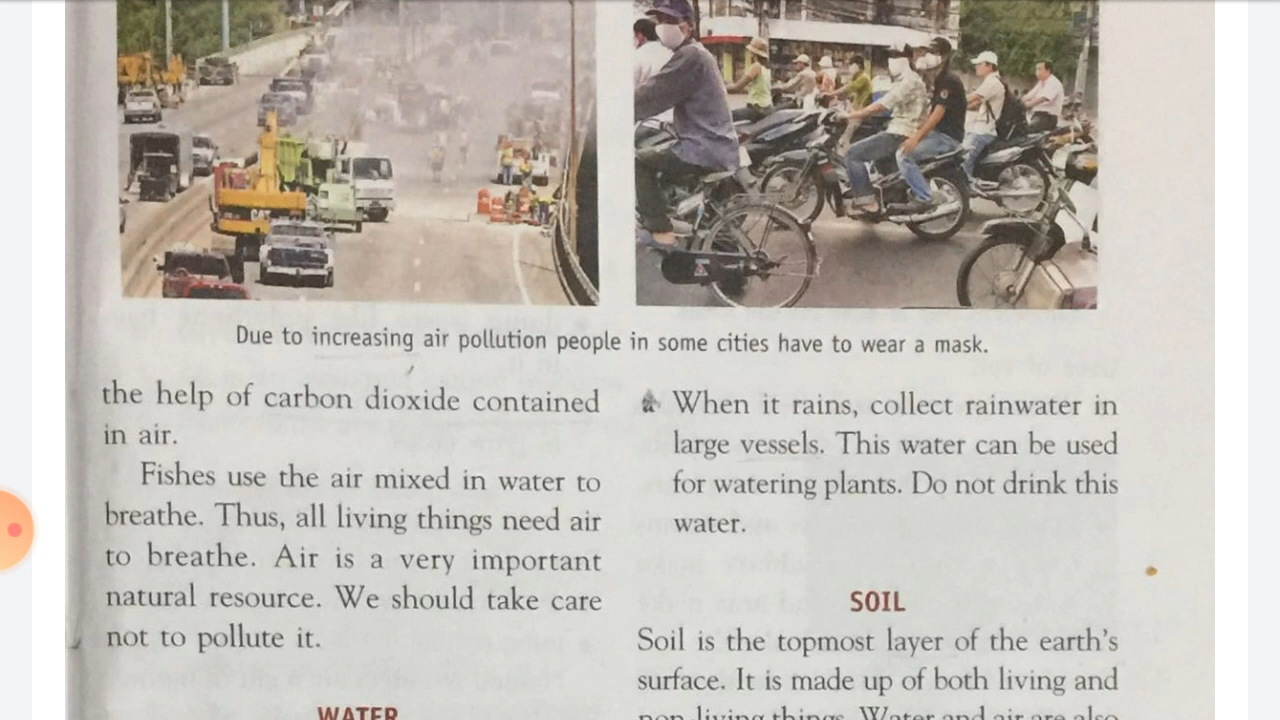 Due to increasing air pollution people in some cities have to wear a mask.
the help of carbon dioxide contained
in air.
Fishes use the air mixed in water to
breathe. Thus, all living things need air
to breathe. Air is a very important
natural resource. We should take care
not to pollute it.
WATER
When it rains, collect rainwater in
large vessels. This water can be used
for watering plants. Do not drink this
water.
SOIL
Soil is the topmost layer of the earth's
surface. It is made up of both living and
non-living things. Water and air are also